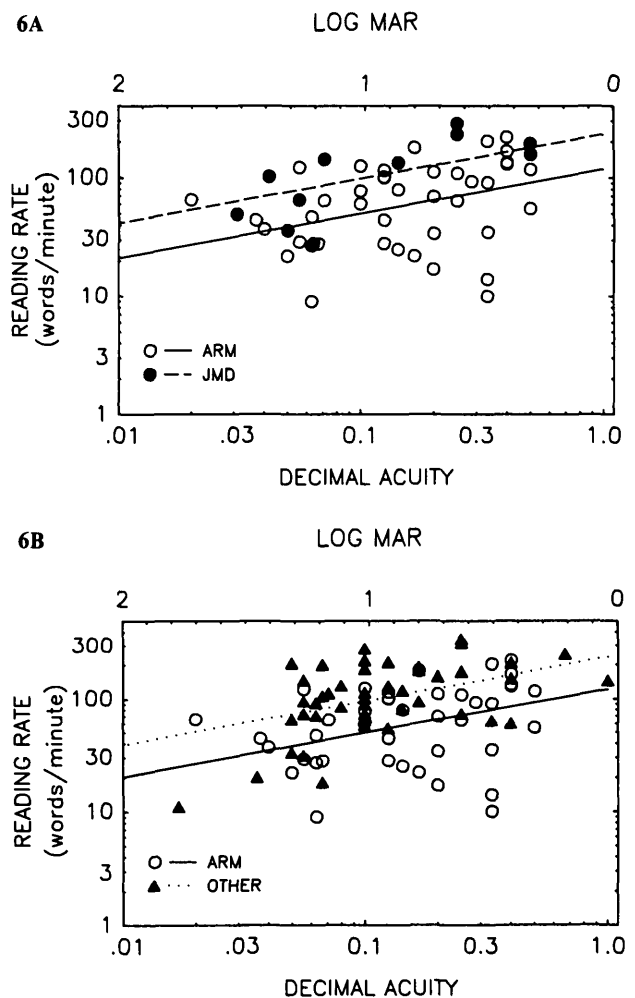 6A
LOG MAR
2 1 0
300
100
30
10
3
1
READING RATE
(words/minute)
ARM
JMD
.01 .03 0.1 0.3 1.0
DECIMAL ACUITY
6B
LOG MAR
2 1 0
300
100
30
10
3
1
READING RATE
(words/minute)
ARM
OTHER
.01 .03 0.1 0.3 1.0
DECIMAL ACUITY